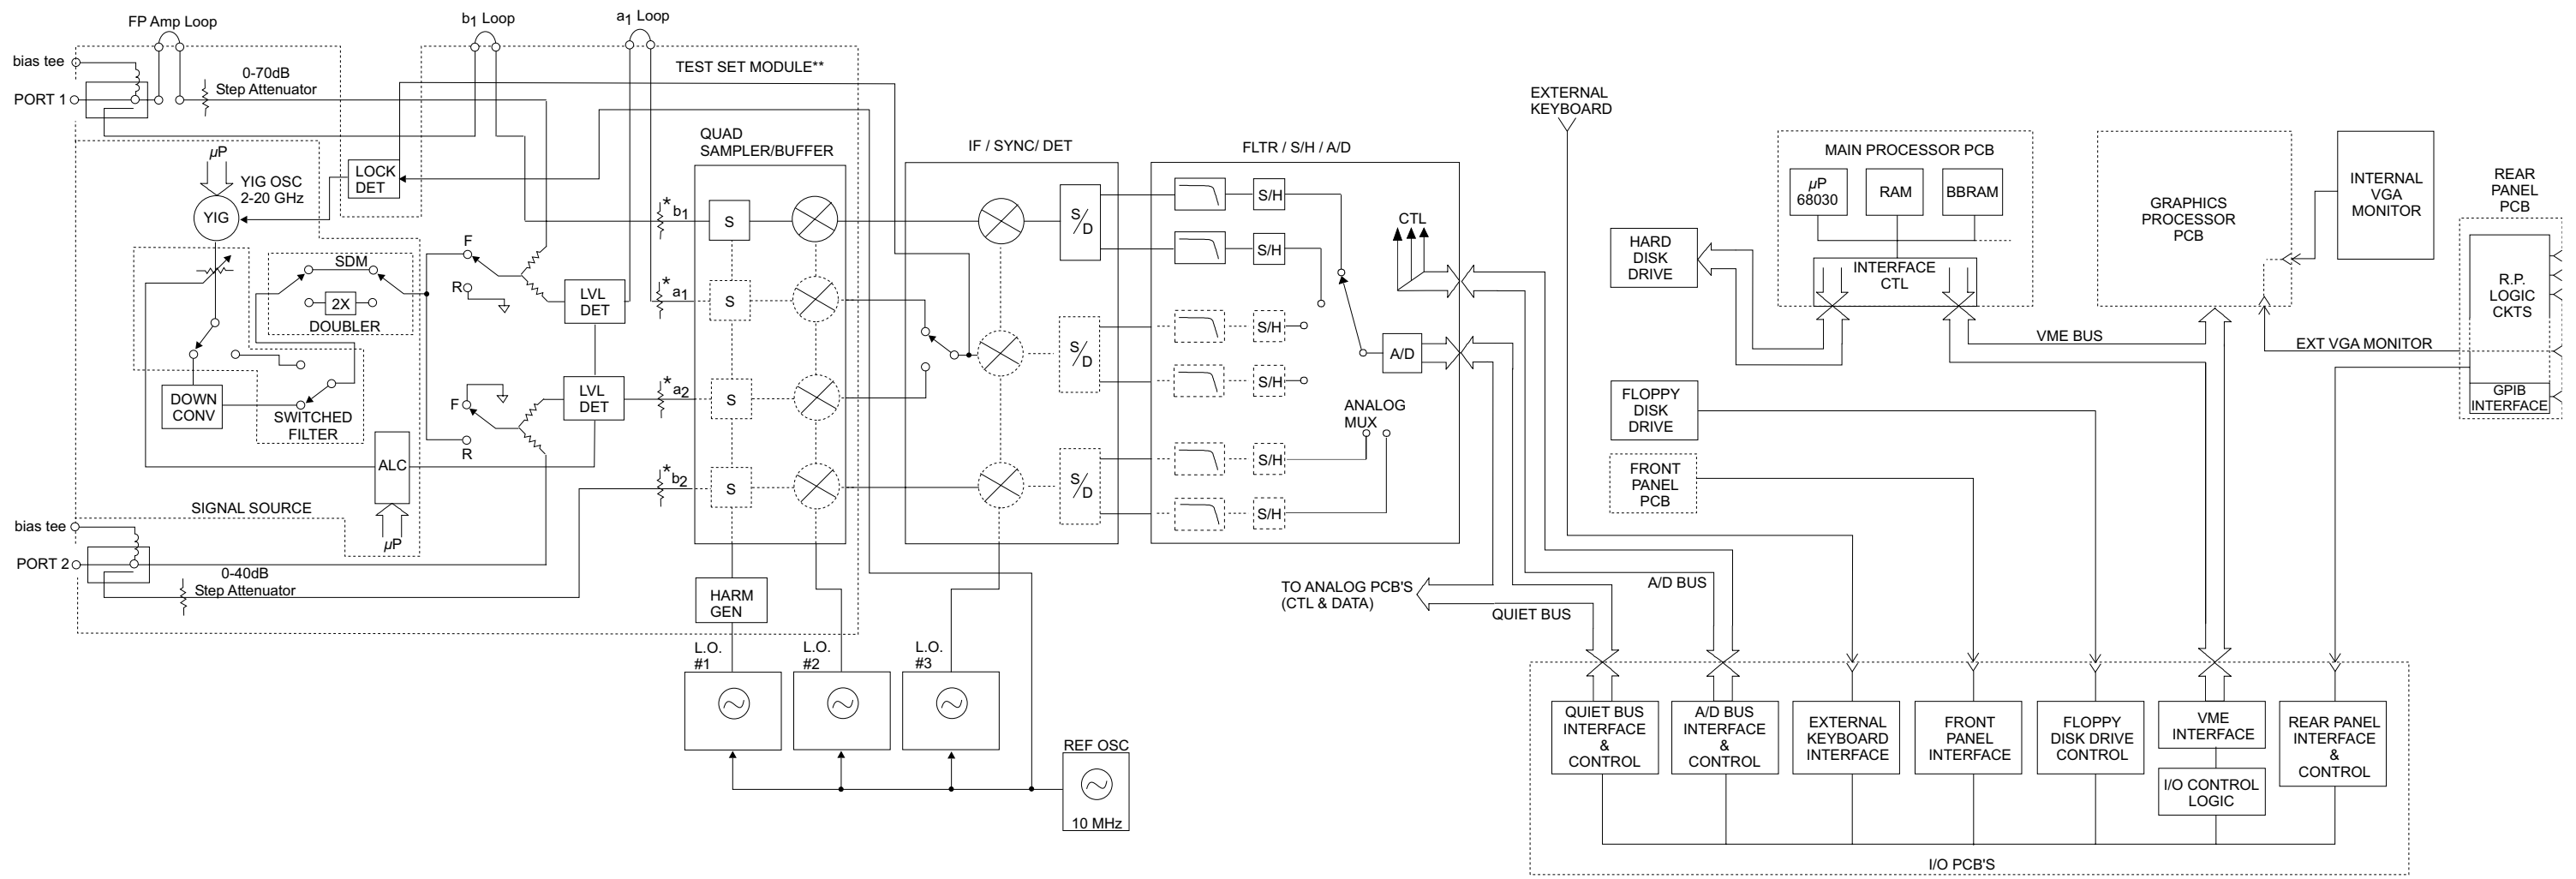 FP Amp Loop
b1 Loop
a1 Loop
bias tee
0-70dB
Step Attenuator
PORT 1
TEST SET MODULE**
µP
YIG OSC
2-20 GHz
YIG
LOCK
DET
SDM
2X
DOUBLER
DOWN
CONV
SWITCHED
FILTER
ALC
µP
SIGNAL SOURCE
F
R
F
R
LVL
DET
LVL
DET
bias tee
PORT 2
0-40dB
Step Attenuator
QUAD
SAMPLER/BUFFER
* b1
* a1
* a2
* b2
S
S
S
S
HARM
GEN
L.O.
#1
L.O.
#2
L.O.
#3
REF OSC
10 MHz
IF / SYNC/ DET
S/D
S/D
S/D
FLTR / S/H / A/D
S/H
S/H
S/H
S/H
S/H
S/H
CTL
A/D
ANALOG
MUX
TO ANALOG PCB'S
(CTL & DATA)
QUIET BUS
A/D BUS
EXTERNAL
KEYBOARD
HARD
DISK
DRIVE
FLOPPY
DISK
DRIVE
FRONT
PANEL
PCB
MAIN PROCESSOR PCB
µP
68030
RAM
BBRAM
INTERFACE
CTL
VME BUS
GRAPHICS
PROCESSOR
PCB
INTERNAL
VGA
MONITOR
EXT VGA MONITOR
REAR
PANEL
PCB
R.P.
LOGIC
CKTS
GPIB
INTERFACE
QUIET BUS
INTERFACE
&
CONTROL
A/D BUS
INTERFACE
&
CONTROL
EXTERNAL
KEYBOARD
INTERFACE
FRONT
PANEL
INTERFACE
FLOPPY
DISK DRIVE
CONTROL
VME
INTERFACE
I/O CONTROL
LOGIC
REAR PANEL
INTERFACE
&
CONTROL
I/O PCB'S